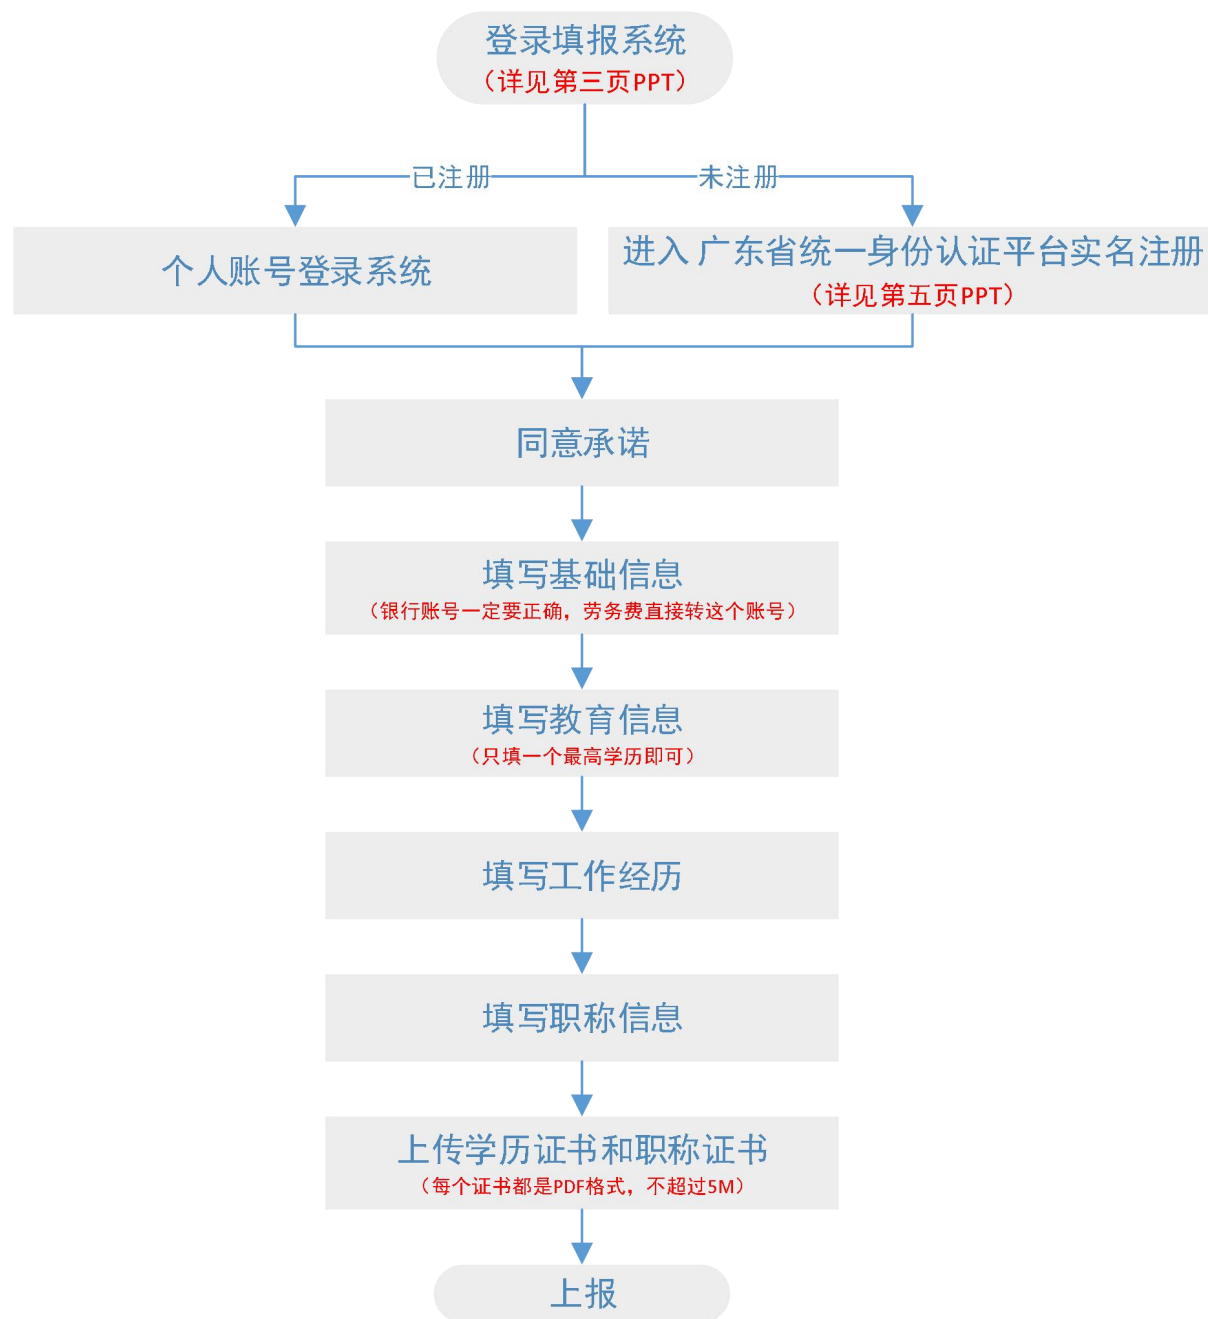 登录填报系统
（详见第三页PPT）
已注册
未注册
个人账号登录系统
进入 广东省统一身份认证平台实名注册
（详见第五页PPT）
同意承诺
填写基础信息
（银行账号一定要正确，劳务费直接转这个账号）
填写教育信息
（只填一个最高学历即可）
填写工作经历
填写职称信息
上传学历证书和职称证书
（每个证书都是PDF格式，不超过5M）
上报